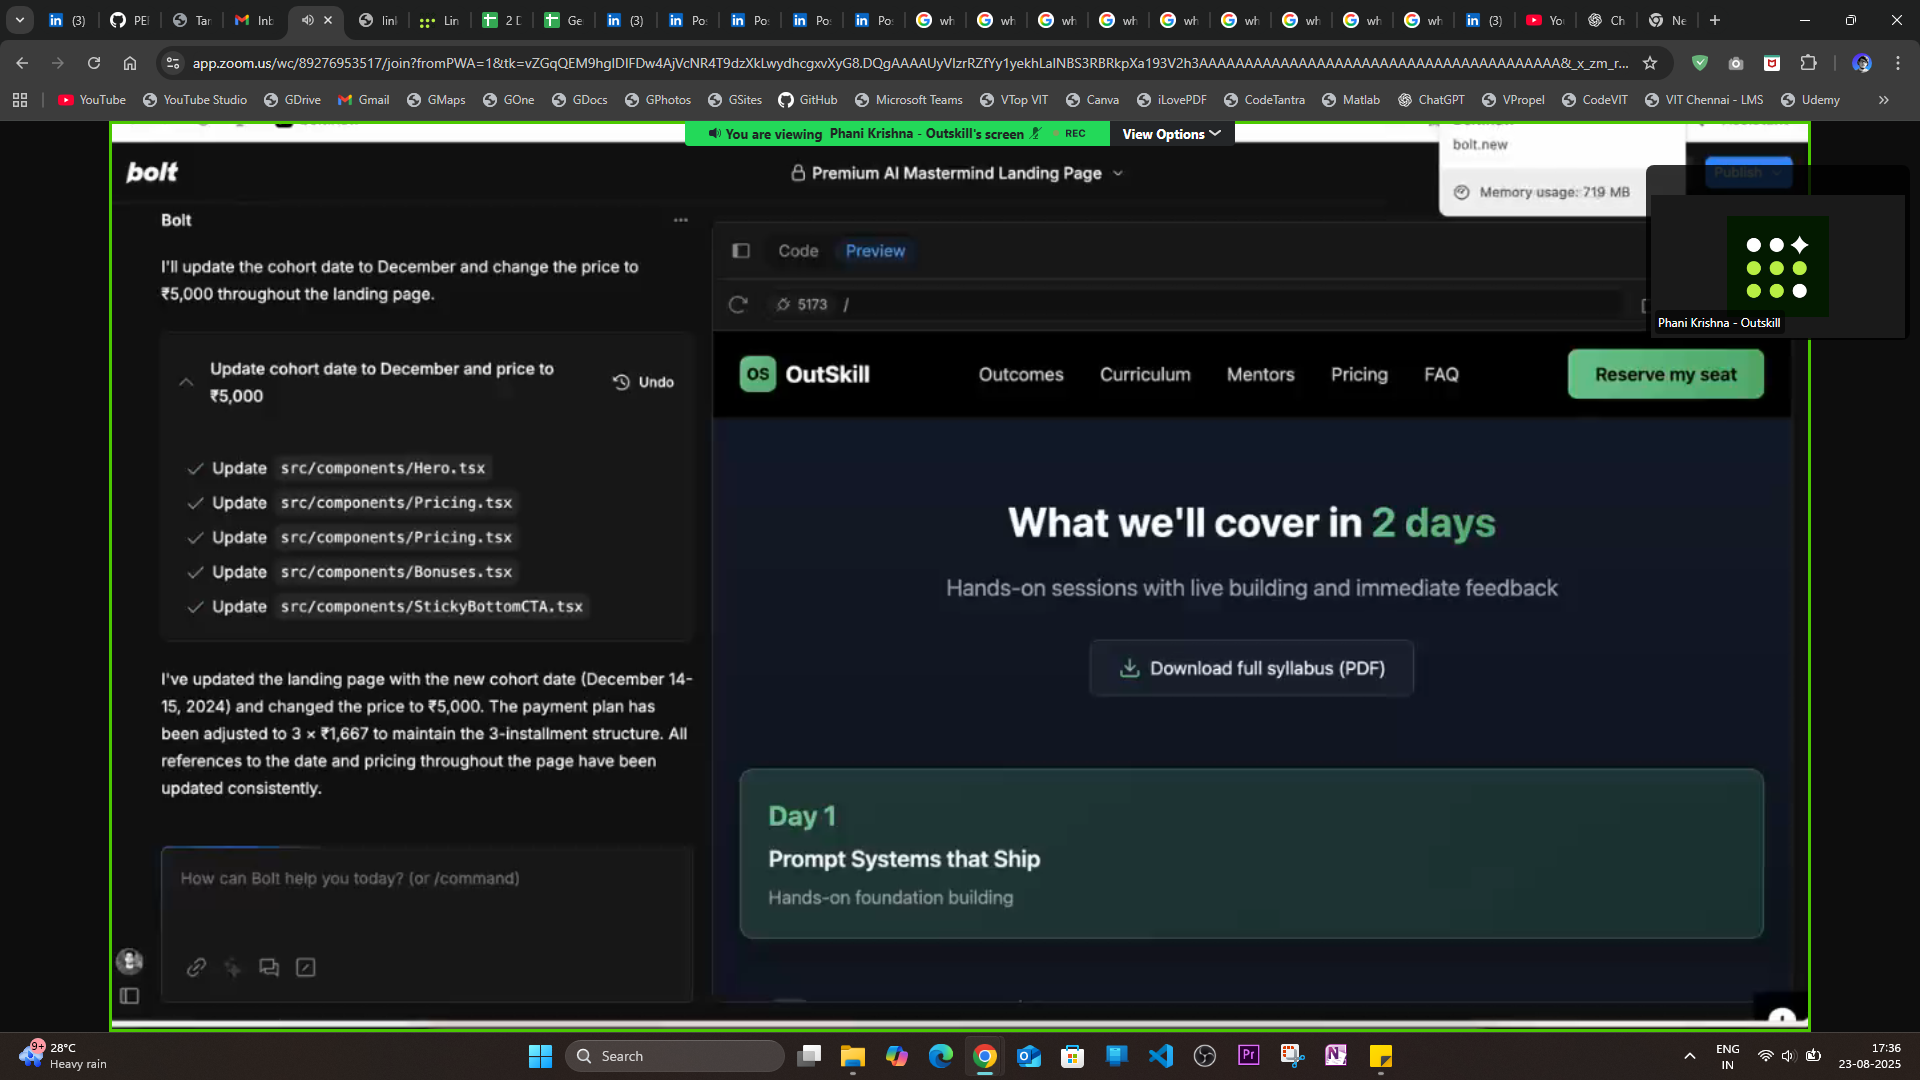 (3)
PEI
Tar
Inb
link
Lin
2 D
Ge
(3)
Pos
Po
Po
Po
Po
wh
wh
wh
wh
wh
wh
wh
wh
wh
(3)
You
Ch
Ne
app.zoom.us/wc/89276953517/join?fromPWA=1&tk=
YouTube
YouTube Studio
GDrive
Gmail
GMaps
GOne
GDocs
GPhotos
GSites
GitHub
Microsoft Teams
VTop VIT
Canva
iLovePDF
CodeTantra
Matlab
ChatGPT
VPropel
CodeVIT
VIT Chennai - LMS
Udemy
You are viewing Phani Krishna - Outskill's screen
REC
View Options
bolt.new
Memory usage: 719 MB
bolt
Premium AI Mastermind Landing Page
Publish
Phani Krishna - Outskill
Bolt
I'll update the cohort date to December and change the price to
₹5,000 throughout the landing page.
Update cohort date to December and price to
₹5,000
Undo
Update src/components/Hero.tsx
Update src/components/Pricing.tsx
Update src/components/Pricing.tsx
Update src/components/Bonuses.tsx
Update src/components/StickyBottomCTA.tsx
I've updated the landing page with the new cohort date (December 14-
15, 2024) and changed the price to ₹5,000. The payment plan has
been adjusted to 3 × ₹1,667 to maintain the 3-installment structure. All
references to the date and pricing throughout the page have been
updated consistently.
How can Bolt help you today? (or /command)
Code
Preview
5173 /
OS OutSkill
Outcomes
Curriculum
Mentors
Pricing
FAQ
Reserve my seat
What we'll cover in 2 days
Hands-on sessions with live building and immediate feedback
Download full syllabus (PDF)
Day 1
Prompt Systems that Ship
Hands-on foundation building
9+
28°C
Heavy rain
Search
Pr
ENG
IN
17:36
23-08-2025